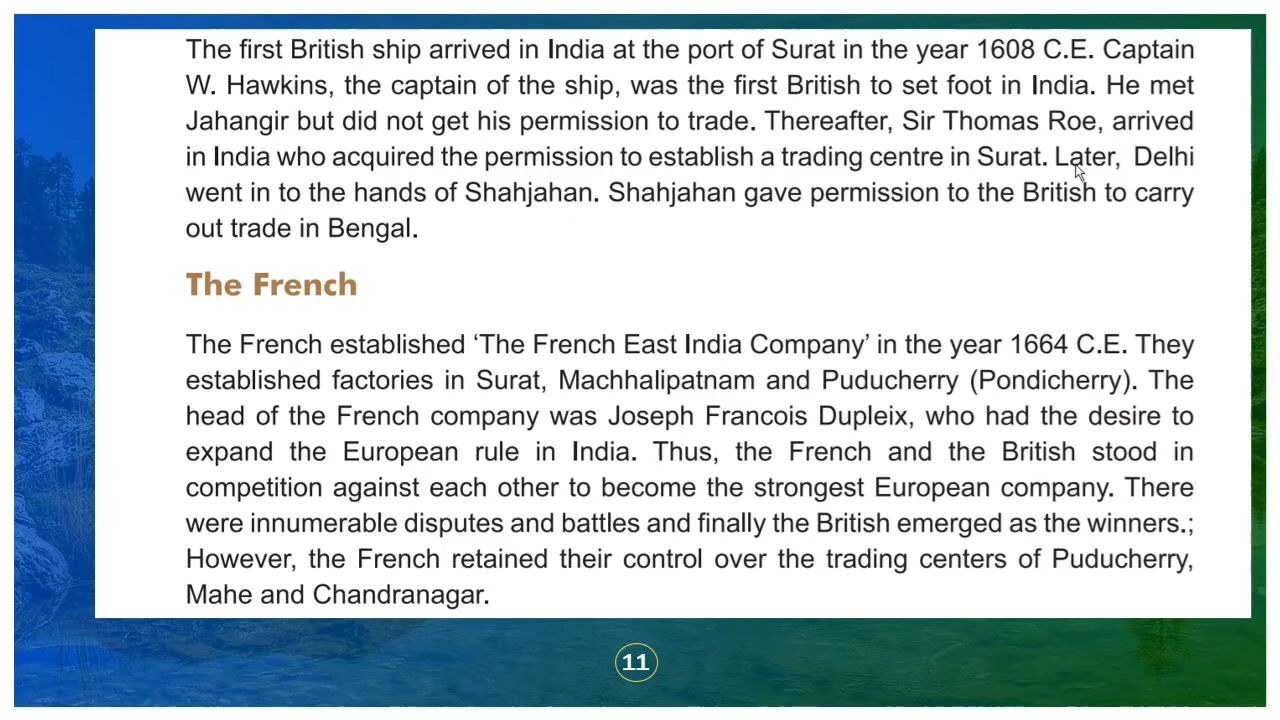 The first British ship arrived in India at the port of Surat in the year 1608 C.E. Captain
W. Hawkins, the captain of the ship, was the first British to set foot in India. He met
Jahangir but did not get his permission to trade. Thereafter, Sir Thomas Roe, arrived
in India who acquired the permission to establish a trading centre in Surat. Later, Delhi
went in to the hands of Shahjahan. Shahjahan gave permission to the British to carry
out trade in Bengal.
The French
The French established ‘The French East India Company’ in the year 1664 C.E. They
established factories in Surat, Machhalipatnam and Puducherry (Pondicherry). The
head of the French company was Joseph Francois Dupleix, who had the desire to
expand the European rule in India. Thus, the French and the British stood in
competition against each other to become the strongest European company. There
were innumerable disputes and battles and finally the British emerged as the winners.;
However, the French retained their control over the trading centers of Puducherry,
Mahe and Chandranagar.
11